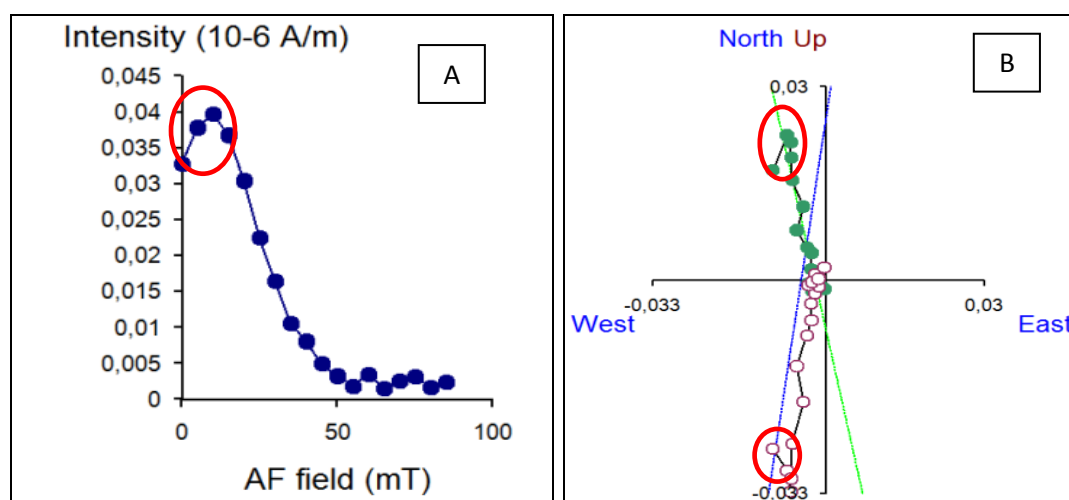 Intensity (10-6 A/m)
A
0,045
0,04
0,035
0,03
0,025
0,02
0,015
0,01
0,005
0
0
50
100
AF field (mT)
North Up
B
0,03
-0.033
0,03
West
East
-0.033